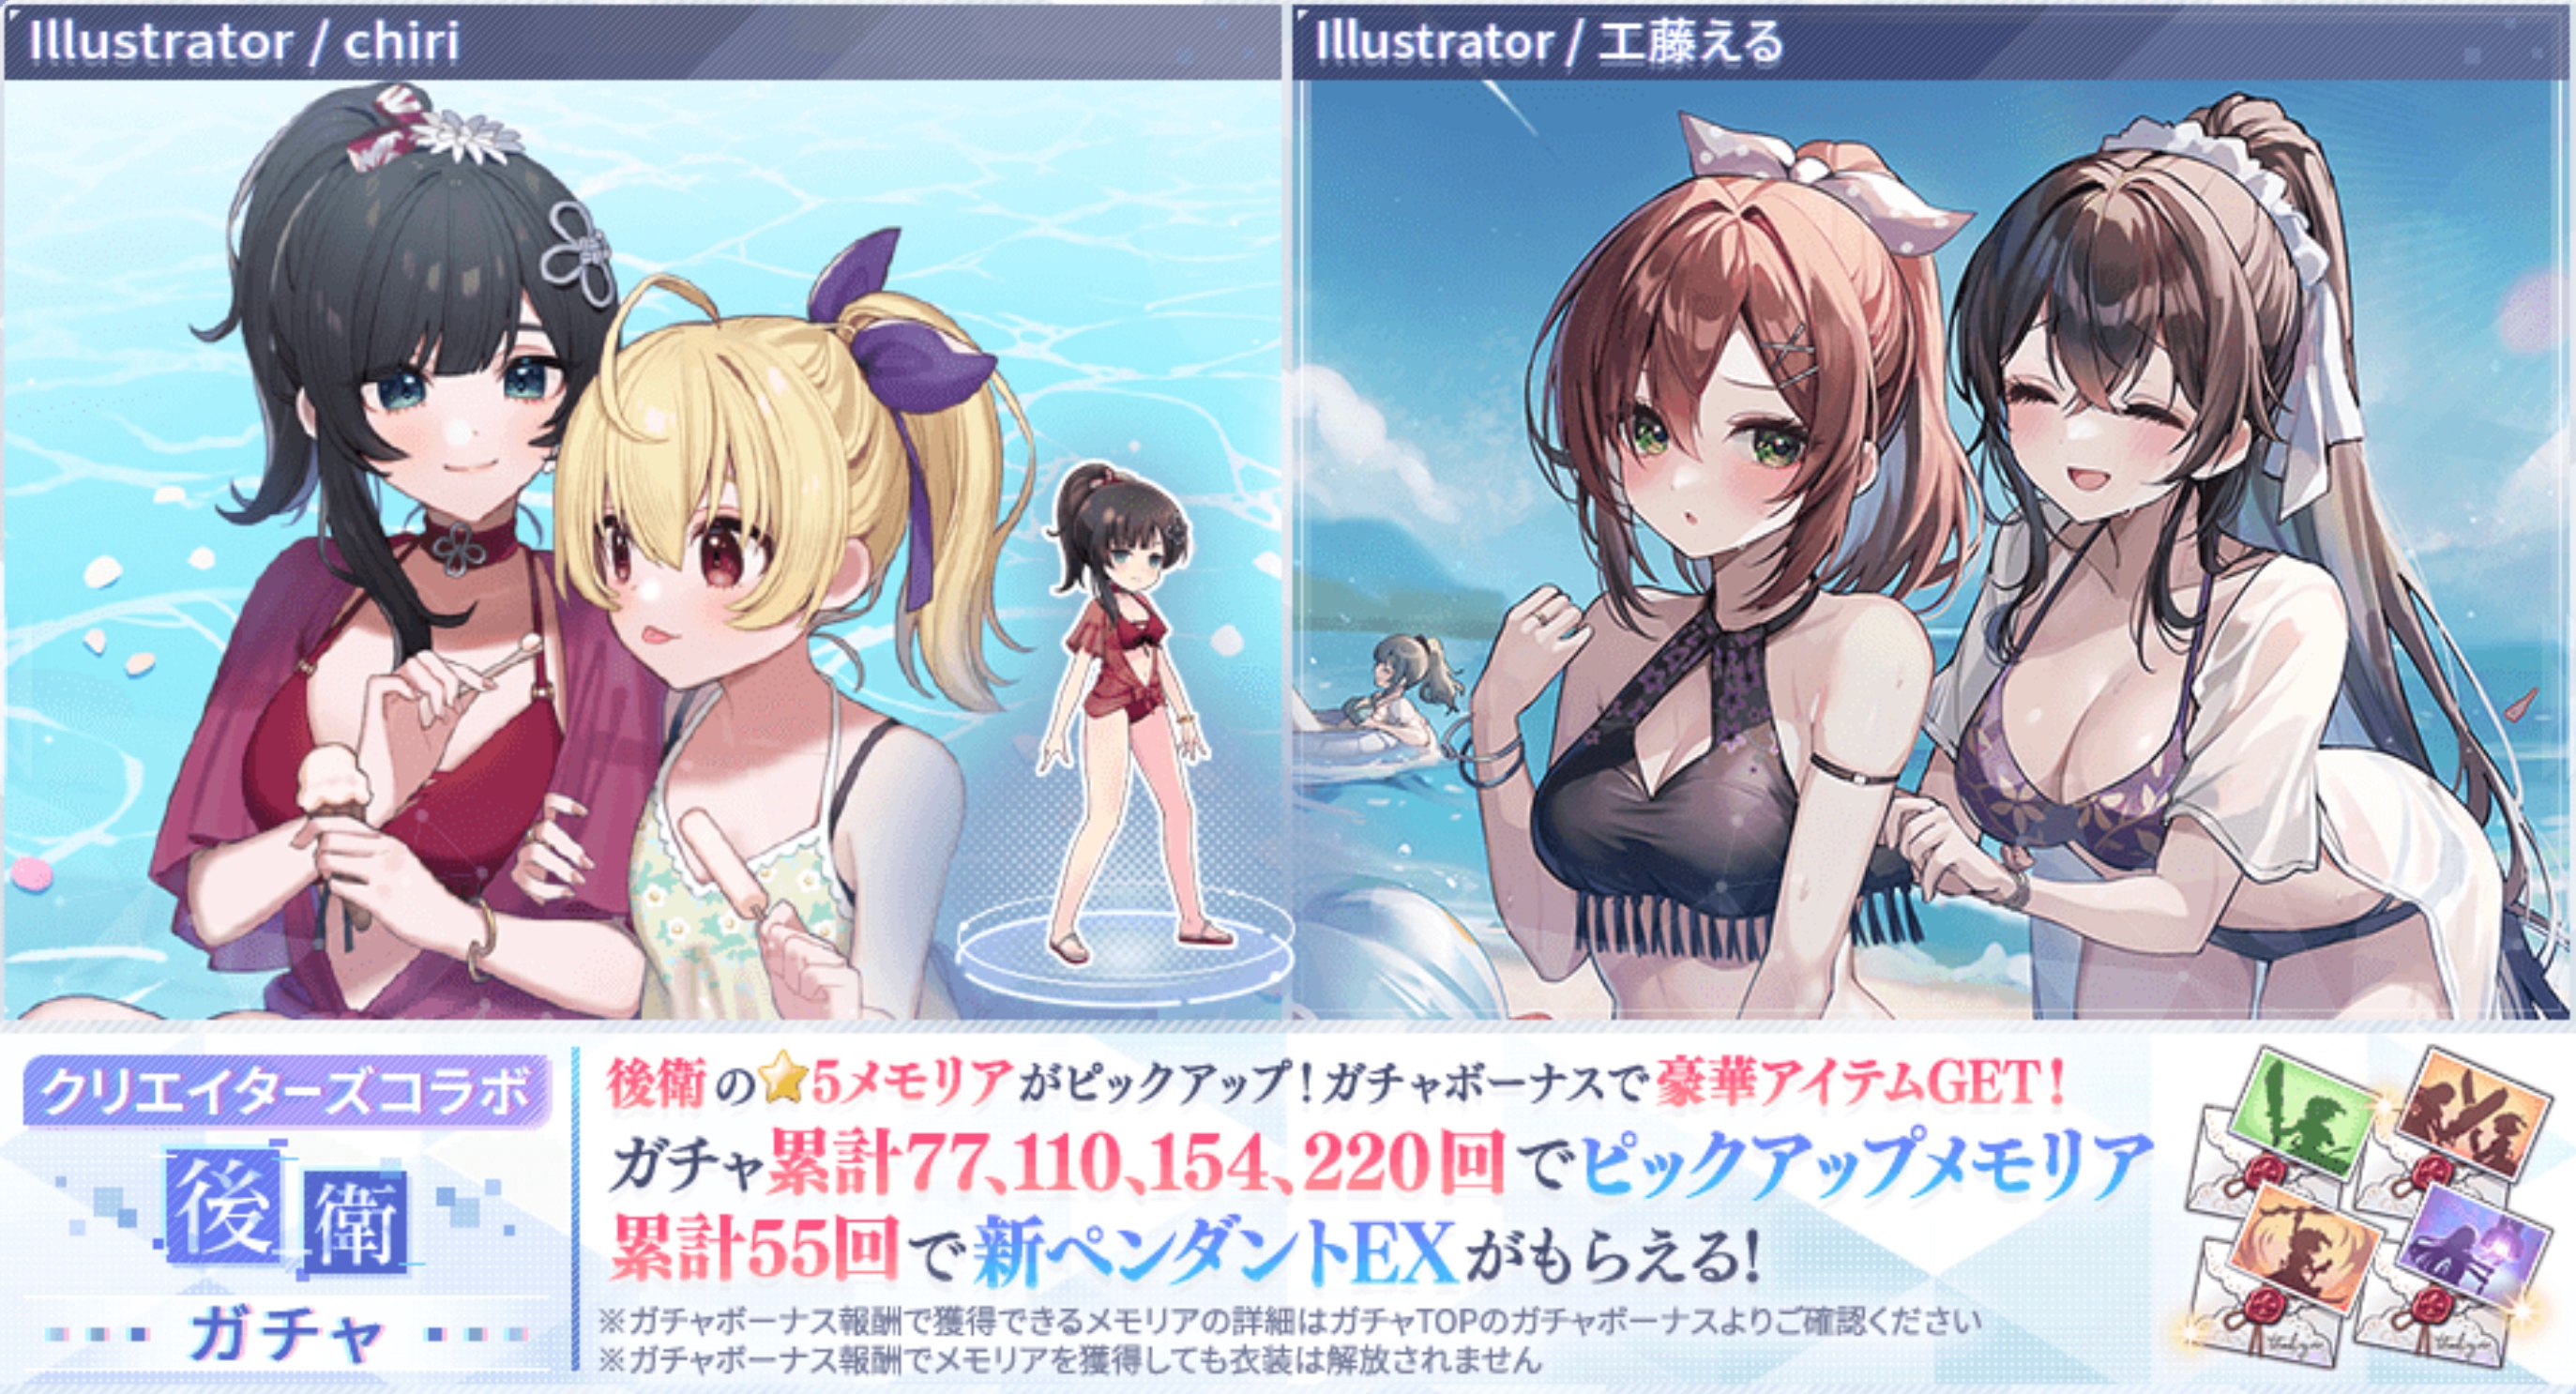 Illustrator / chiri
Illustrator / 工藤える
クリエイターズコラボ
後衛
ガチャ
後衛の⭐5メモリアがピックアップ!ガチャボーナスで豪華アイテムGET!
ガチャ累計77、110、154、220回でピックアップメモリア
累計55回で新ペンダントEXがもらえる!
※ガチャボーナス報酬で獲得できるメモリアの詳細はガチャTOPのガチャボーナスよりご確認ください
※ガチャボーナス報酬でメモリアを獲得しても衣装は解放されません